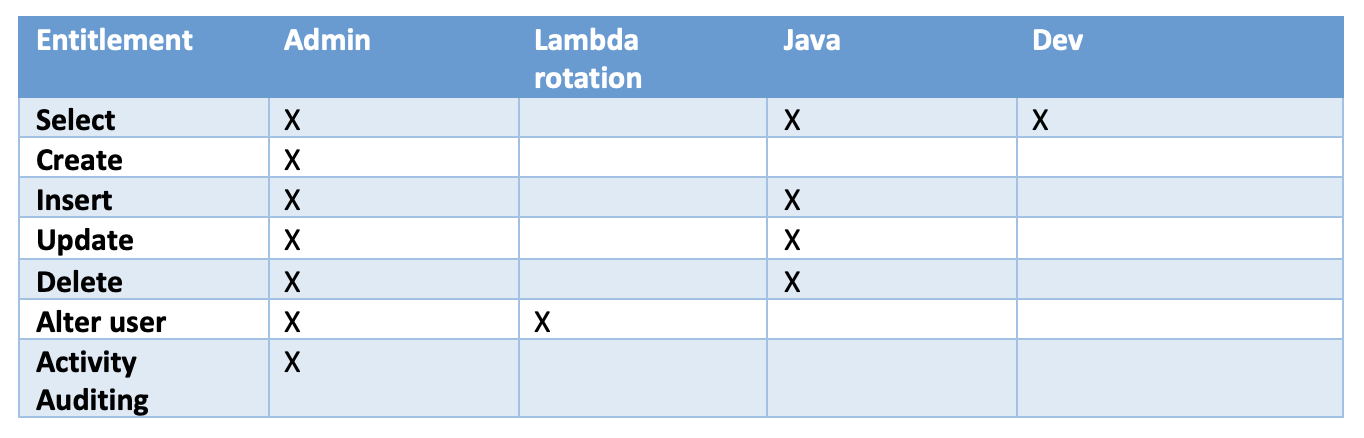 Entitlement Admin Lambda Java Dev
rotation
Select X X X
Create X
Insert X X
Update X X
Delete X X
Alter user X X
Activity X
Auditing